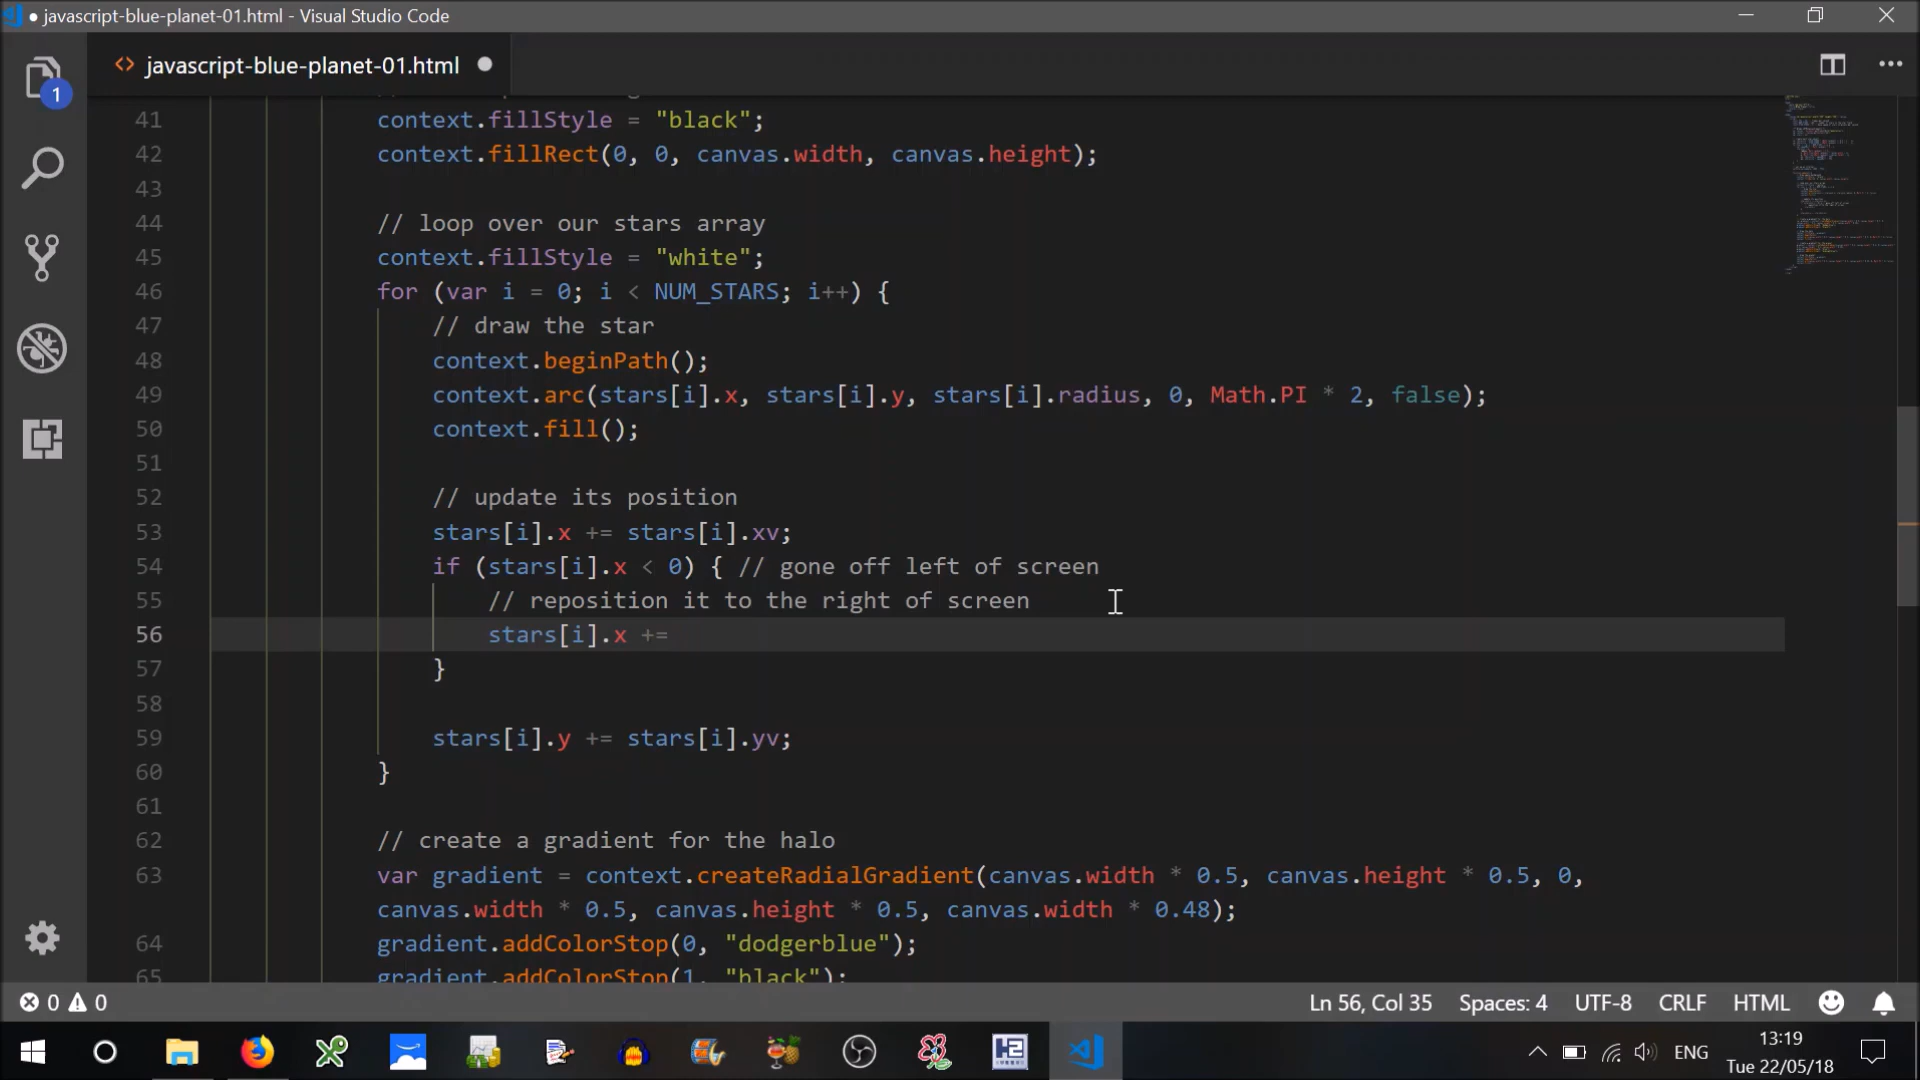 javascript-blue-planet-01.html - Visual Studio Code
javascript-blue-planet-01.html
1
41 context.fillStyle = "black";
42 context.fillRect(0, 0, canvas.width, canvas.height);
43
44 // loop over our stars array
45 context.fillStyle = "white";
46 for (var i = 0; i < NUM_STARS; i++) {
47 // draw the star
48 context.beginPath();
49 context.arc(stars[i].x, stars[i].y, stars[i].radius, 0, Math.PI * 2, false);
50 context.fill();
51
52 // update its position
53 stars[i].x += stars[i].xv;
54 if (stars[i].x < 0) { // gone off left of screen
55 // reposition it to the right of screen
56 stars[i].x +=
57 }
58
59 stars[i].y += stars[i].yv;
60 }
61
62 // create a gradient for the halo
63 var gradient = context.createRadialGradient(canvas.width * 0.5, canvas.height * 0.5, 0,
canvas.width * 0.5, canvas.height * 0.5, canvas.width * 0.48);
64 gradient.addColorStop(0, "dodgerblue");
65 gradient.addColorStop(1, "black");
0 0
Ln 56, Col 35 Spaces: 4 UTF-8 CRLF HTML
ENG
13:19
Tue 22/05/18